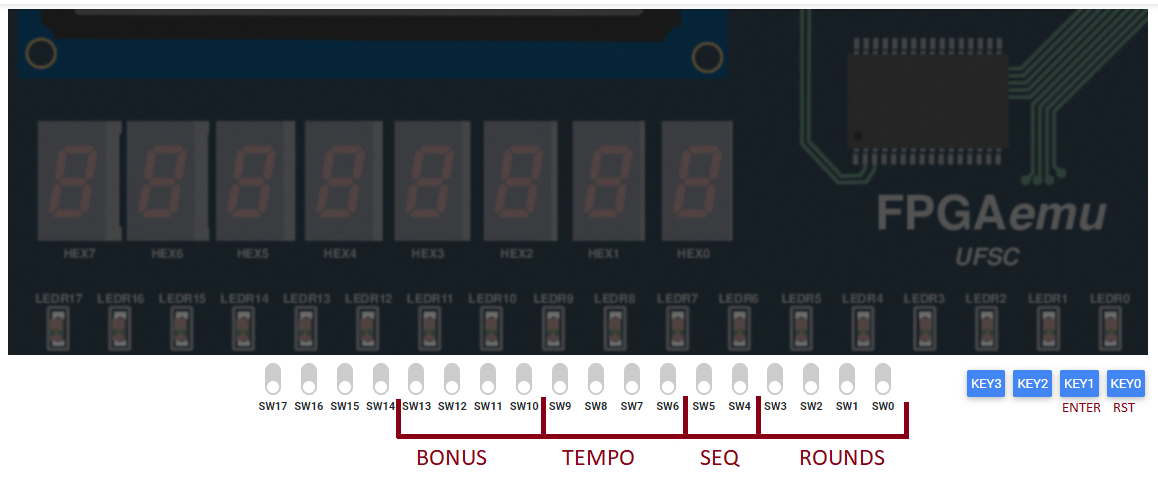 FPGAemu
UFSC
HEX7 HEX6 HEX5 HEX4 HEX3 HEX2 HEX1 HEX0
LEDR17 LEDR16 LEDR15 LEDR14 LEDR13 LEDR12 LEDR11 LEDR10 LEDR9 LEDR8 LEDR7 LEDR6 LEDR5 LEDR4 LEDR3 LEDR2 LEDR1 LEDR0
KEY3 KEY2 KEY1 KEY0
SW17 SW16 SW15 SW14 SW13 SW12 SW11 SW10 SW9 SW8 SW7 SW6 SW5 SW4 SW3 SW2 SW1 SW0
ENTER RST
BONUS TEMPO SEQ ROUNDS